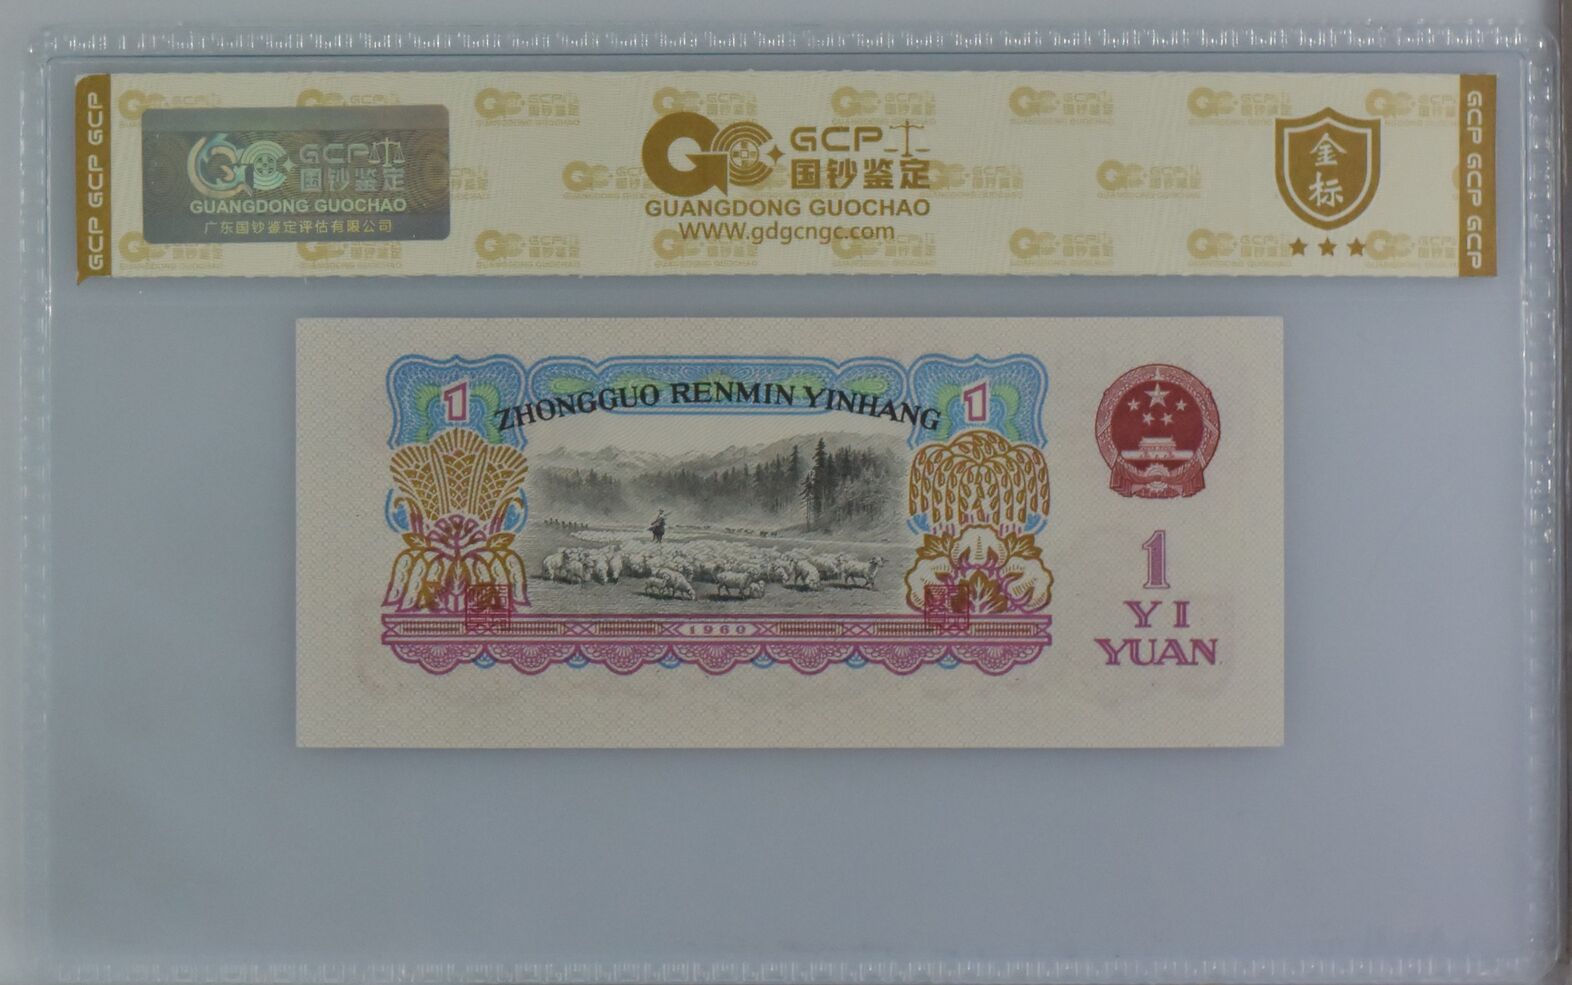 GCP GCP GCP
GCP
国钞鉴定
GUANGDONG GUOCHAO
广东国钞鉴定评估有限公司
GCP
国钞鉴定
GUANGDONG GUOCHAO
WWW.gdgcngc.com
金标
GCP GCP GCP
1
ZHONGGUO RENMIN YINHANG
1
1960
1
YI
YUAN